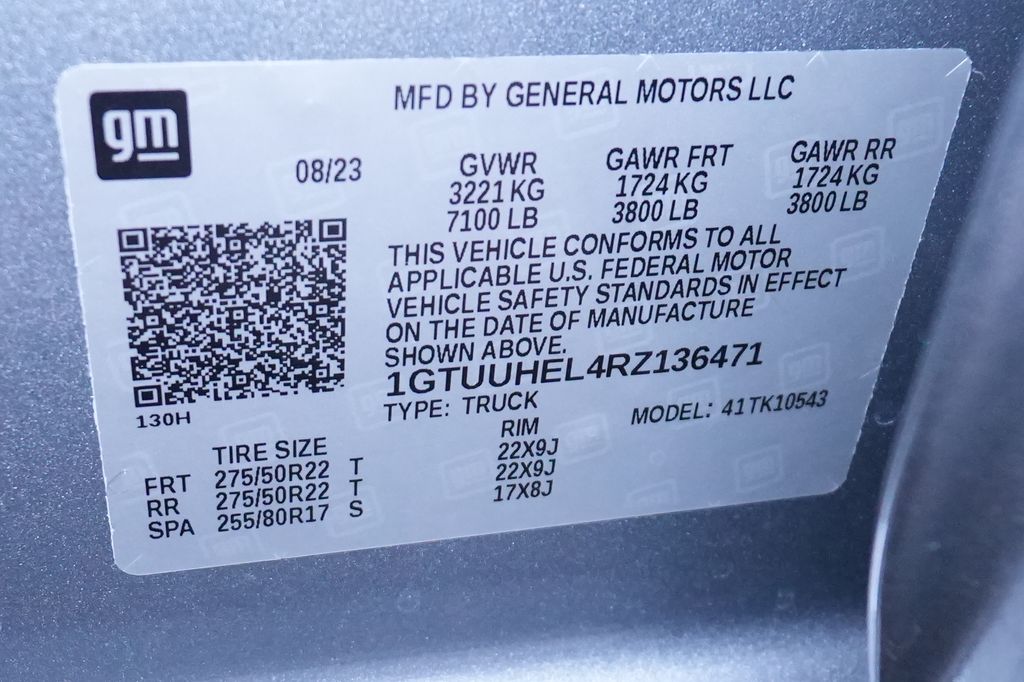 gm
MFD BY GENERAL MOTORS LLC
08/23
GVWR GAWR FRT GAWR RR
3221 KG 1724 KG 1724 KG
7100 LB 3800 LB 3800 LB
THIS VEHICLE CONFORMS TO ALL
APPLICABLE U.S. FEDERAL MOTOR
VEHICLE SAFETY STANDARDS IN EFFECT
ON THE DATE OF MANUFACTURE
SHOWN ABOVE.
1GTUUHEL4RZ136471
TYPE: TRUCK MODEL: 41TK10543
130H
TIRE SIZE RIM
FRT 275/50R22 T 22X9J
RR 275/50R22 T 22X9J
SPA 255/80R17 S 17X8J